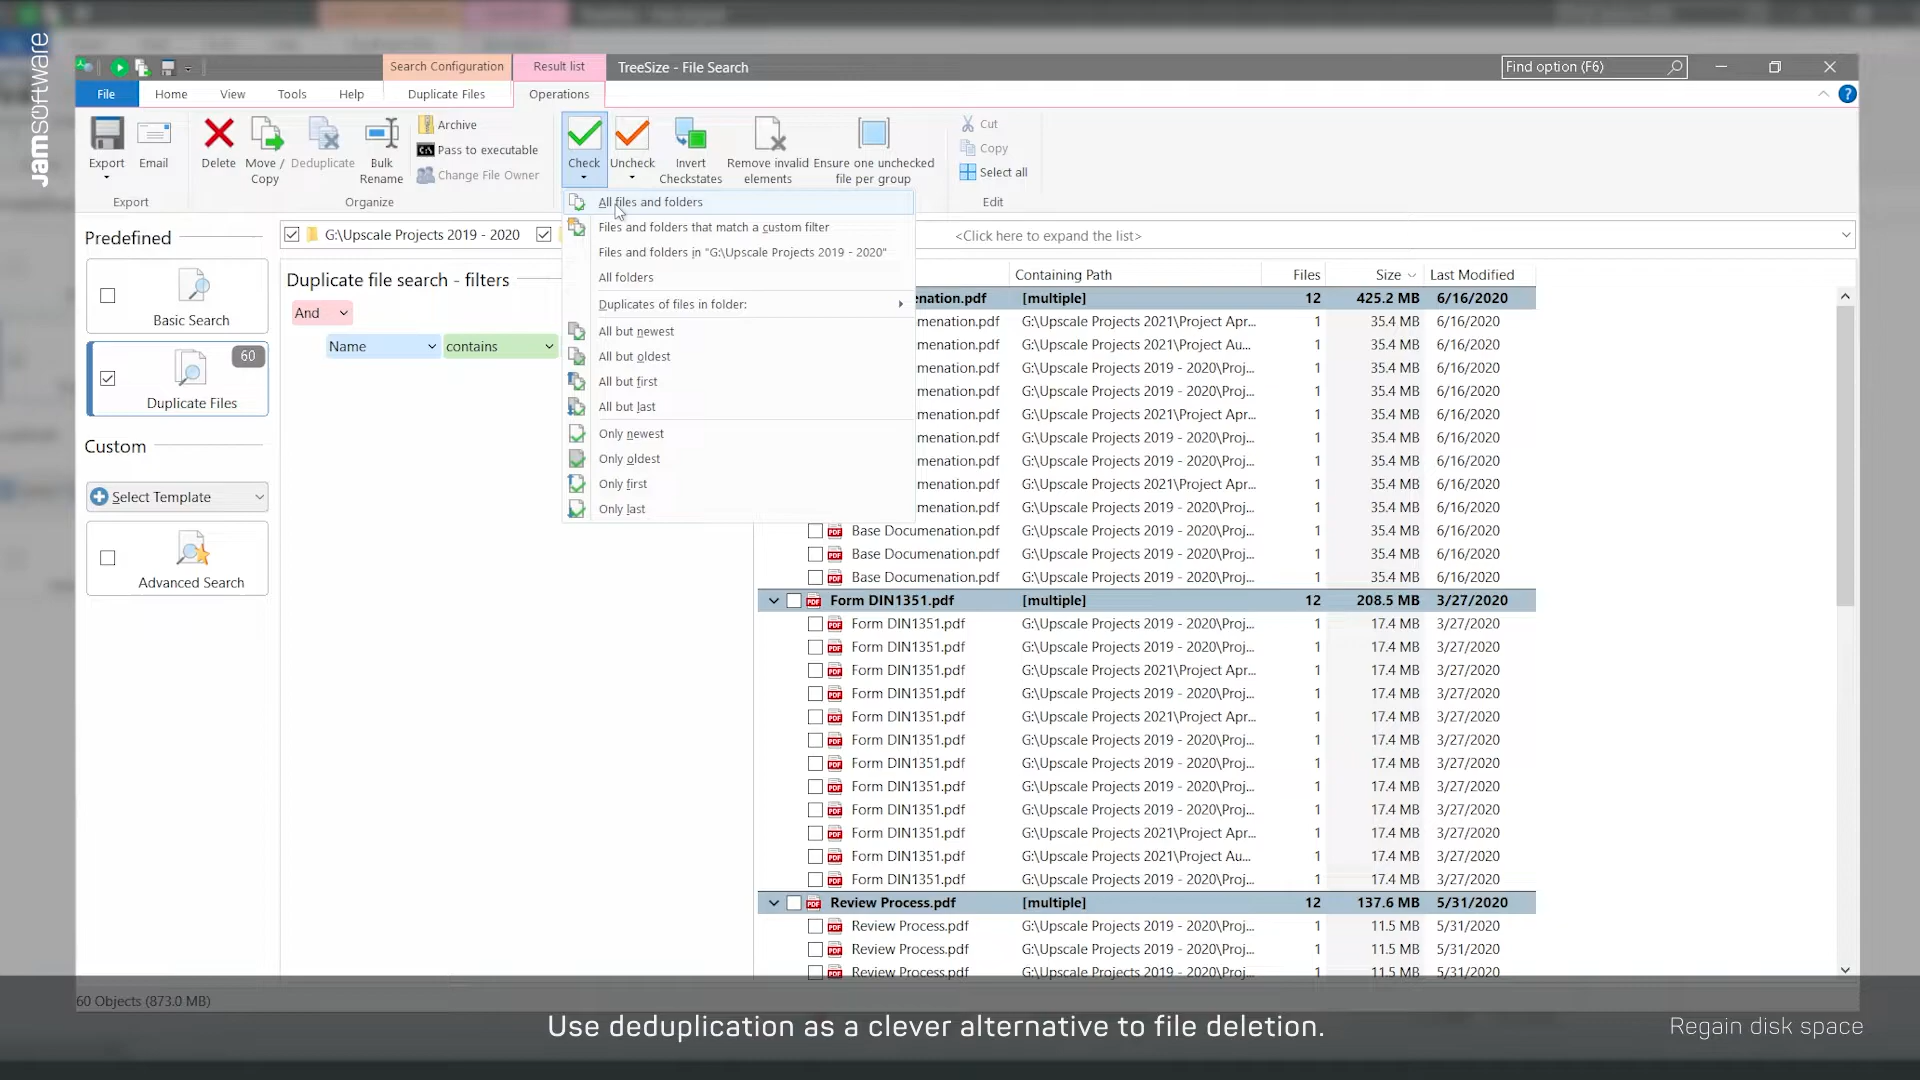 jamsoftware
Search Configuration
Result list
TreeSize - File Search
Find option (F6)
File
Home
View
Tools
Help
Duplicate Files
Operations
Export
Email
Export
Delete
Move /
Copy
Deduplicate
Bulk
Rename
Archive
Pass to executable
Change File Owner
Organize
Check
Uncheck
Invert
Checkstates
Remove invalid
elements
Ensure one unchecked
file per group
Cut
Copy
Select all
Edit
Predefined
Basic Search
60
Duplicate Files
Custom
Select Template
Advanced Search
G:\Upscale Projects 2019 - 2020
<Click here to expand the list>
Duplicate file search - filters
And
Name
contains
All files and folders
Files and folders that match a custom filter
Files and folders in "G:\Upscale Projects 2019 - 2020"
All folders
Duplicates of files in folder:
All but newest
All but oldest
All but first
All but last
Only newest
Only oldest
Only first
Only last
Containing Path Files Size Last Modified
enation.pdf [multiple] 12 425.2 MB 6/16/2020
menation.pdf G:\Upscale Projects 2021\Project Apr... 1 35.4 MB 6/16/2020
menation.pdf G:\Upscale Projects 2021\Project Au... 1 35.4 MB 6/16/2020
menation.pdf G:\Upscale Projects 2019 - 2020\Proj... 1 35.4 MB 6/16/2020
menation.pdf G:\Upscale Projects 2019 - 2020\Proj... 1 35.4 MB 6/16/2020
menation.pdf G:\Upscale Projects 2021\Project Apr... 1 35.4 MB 6/16/2020
menation.pdf G:\Upscale Projects 2019 - 2020\Proj... 1 35.4 MB 6/16/2020
menation.pdf G:\Upscale Projects 2019 - 2020\Proj... 1 35.4 MB 6/16/2020
menation.pdf G:\Upscale Projects 2021\Project Apr... 1 35.4 MB 6/16/2020
menation.pdf G:\Upscale Projects 2019 - 2020\Proj... 1 35.4 MB 6/16/2020
Base Documenation.pdf G:\Upscale Projects 2019 - 2020\Proj... 1 35.4 MB 6/16/2020
Base Documenation.pdf G:\Upscale Projects 2019 - 2020\Proj... 1 35.4 MB 6/16/2020
Base Documenation.pdf G:\Upscale Projects 2019 - 2020\Proj... 1 35.4 MB 6/16/2020
Form DIN1351.pdf [multiple] 12 208.5 MB 3/27/2020
Form DIN1351.pdf G:\Upscale Projects 2019 - 2020\Proj... 1 17.4 MB 3/27/2020
Form DIN1351.pdf G:\Upscale Projects 2019 - 2020\Proj... 1 17.4 MB 3/27/2020
Form DIN1351.pdf G:\Upscale Projects 2021\Project Apr... 1 17.4 MB 3/27/2020
Form DIN1351.pdf G:\Upscale Projects 2019 - 2020\Proj... 1 17.4 MB 3/27/2020
Form DIN1351.pdf G:\Upscale Projects 2021\Project Apr... 1 17.4 MB 3/27/2020
Form DIN1351.pdf G:\Upscale Projects 2019 - 2020\Proj... 1 17.4 MB 3/27/2020
Form DIN1351.pdf G:\Upscale Projects 2019 - 2020\Proj... 1 17.4 MB 3/27/2020
Form DIN1351.pdf G:\Upscale Projects 2019 - 2020\Proj... 1 17.4 MB 3/27/2020
Form DIN1351.pdf G:\Upscale Projects 2019 - 2020\Proj... 1 17.4 MB 3/27/2020
Form DIN1351.pdf G:\Upscale Projects 2021\Project Apr... 1 17.4 MB 3/27/2020
Form DIN1351.pdf G:\Upscale Projects 2021\Project Au... 1 17.4 MB 3/27/2020
Form DIN1351.pdf G:\Upscale Projects 2019 - 2020\Proj... 1 17.4 MB 3/27/2020
Review Process.pdf [multiple] 12 137.6 MB 5/31/2020
Review Process.pdf G:\Upscale Projects 2019 - 2020\Proj... 1 11.5 MB 5/31/2020
Review Process.pdf G:\Upscale Projects 2019 - 2020\Proj... 1 11.5 MB 5/31/2020
Review Process.pdf G:\Upscale Projects 2019 - 2020\Proj... 1 11.5 MB 5/31/2020
60 Objects (873.0 MB)
Use deduplication as a clever alternative to file deletion.
Regain disk space